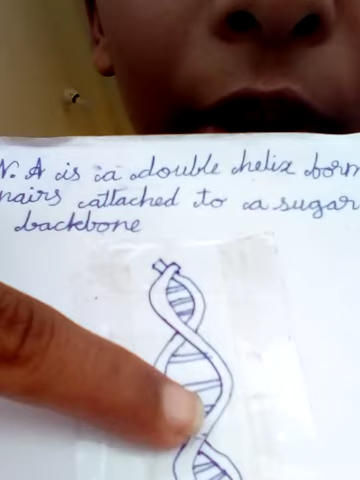 N. A is a double helix form
pairs attached to a sugar
backbone